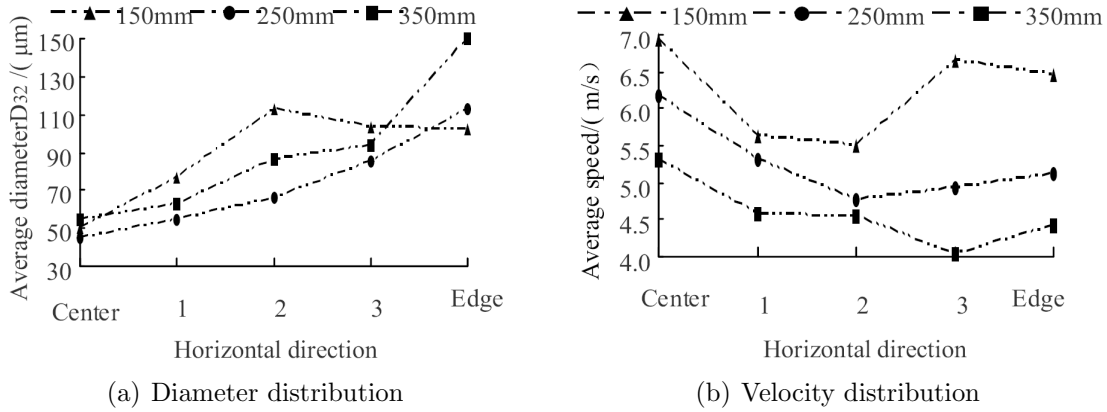 150mm 250mm 350mm
Average diameterD32 /( μm)
150
130
110
90
70
50
30
Center 1 2 3 Edge
Horizontal direction
(a) Diameter distribution
150mm 250mm 350mm
Average speed/( m/s)
7.0
6.5
6.0
5.5
5.0
4.5
4.0
Center 1 2 3 Edge
Horizontal direction
(b) Velocity distribution